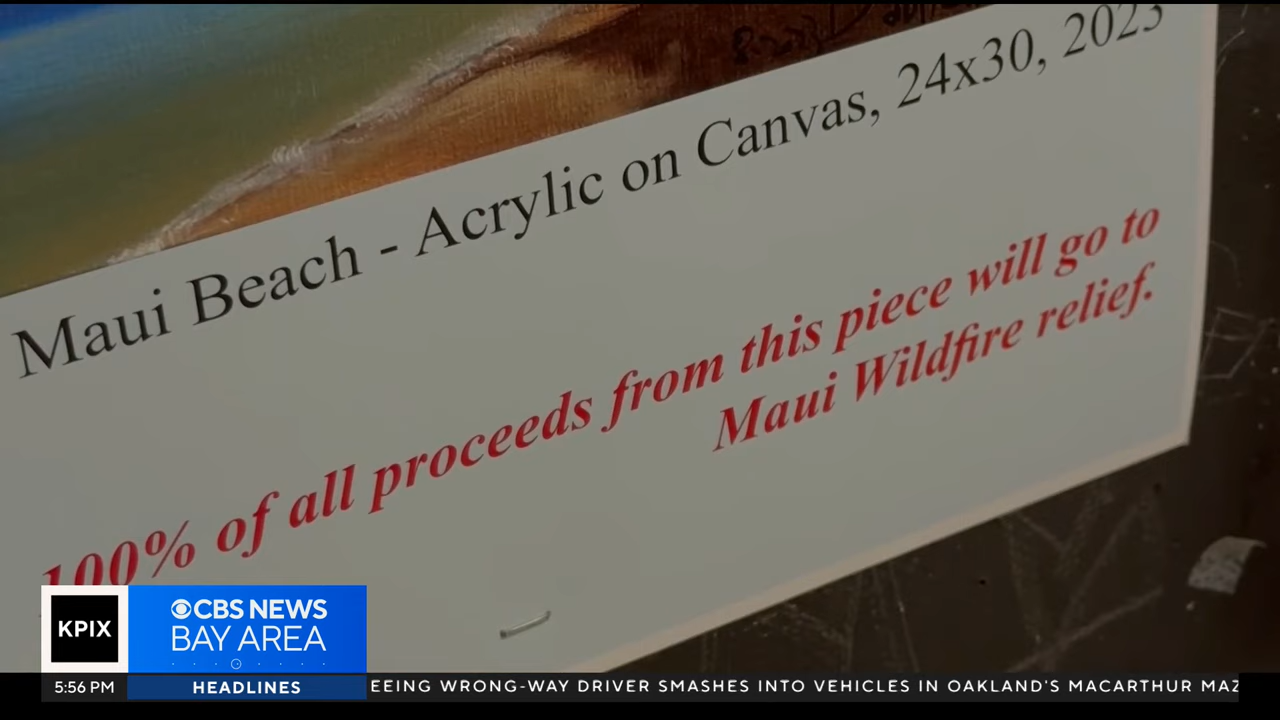 Maui Beach - Acrylic on Canvas, 24x30, 2023
100% of all proceeds from this piece will go to
Maui Wildfire relief.
KPIX
CBS NEWS
BAY AREA
5:56 PM
HEADLINES
EEING WRONG-WAY DRIVER SMASHES INTO VEHICLES IN OAKLAND'S MACARTHUR MAZ